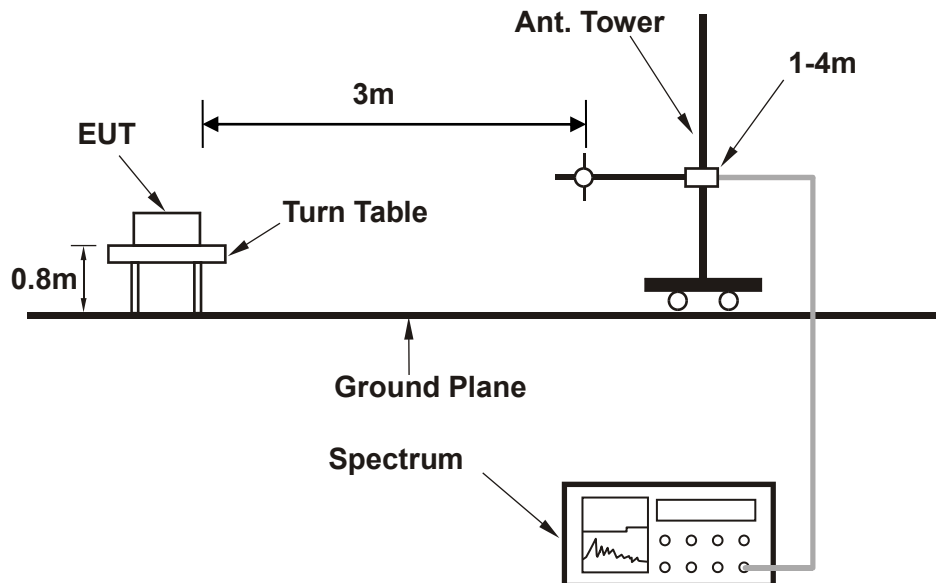 Ant. Tower
1-4m
3m
EUT
Turn Table
0.8m
Ground Plane
Spectrum